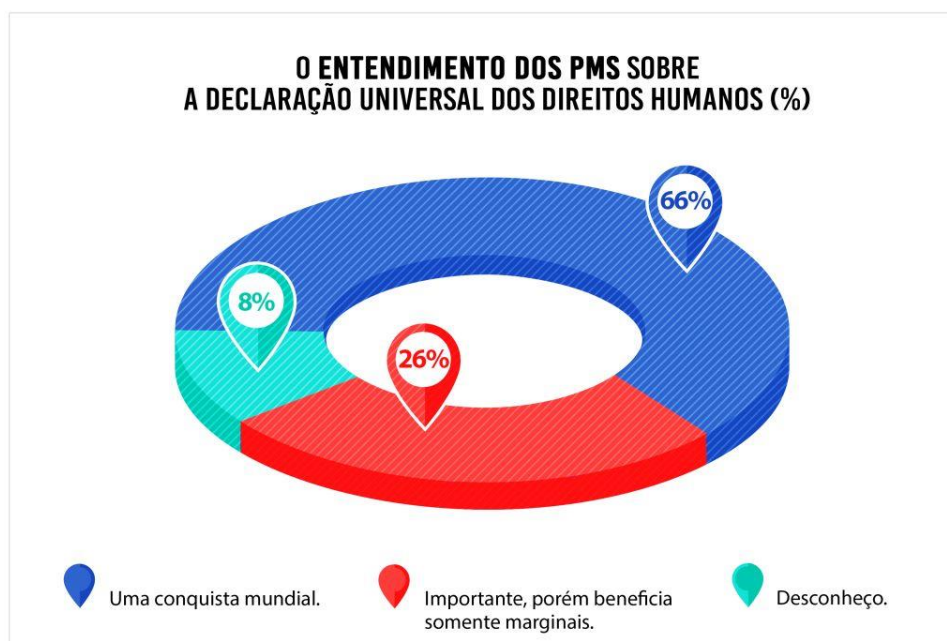 O ENTENDIMENTO DOS PMS SOBRE
A DECLARAÇÃO UNIVERSAL DOS DIREITOS HUMANOS (%)
66%
8%
26%
Uma conquista mundial.
Importante, porém beneficia
somente marginais.
Desconheço.